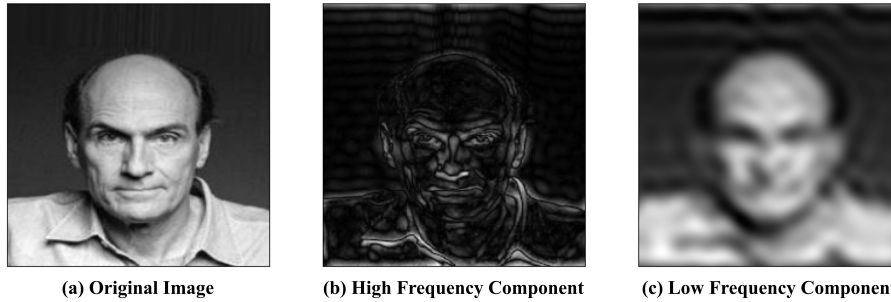 (a) Original Image
(b) High Frequency Component
(c) Low Frequency Componen